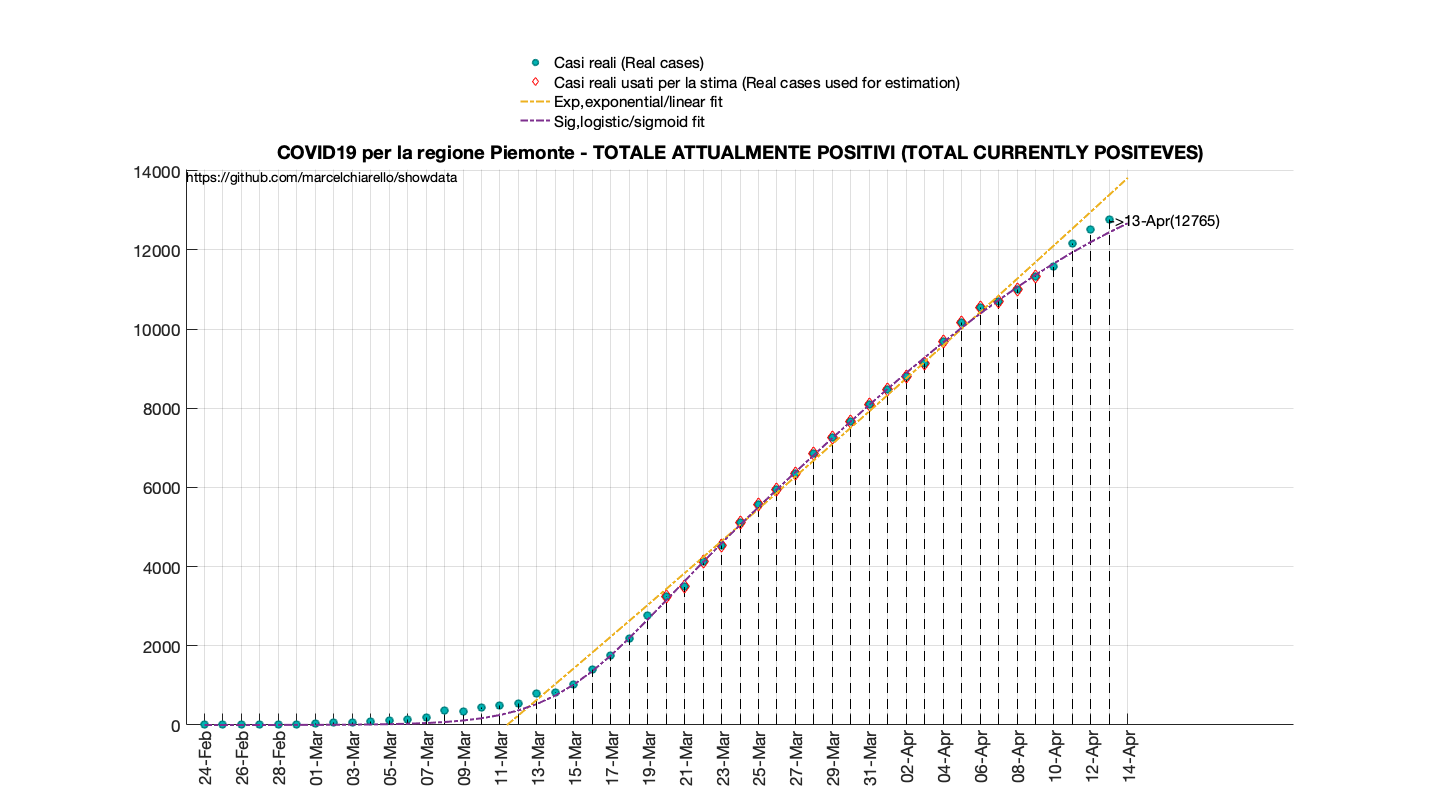 Casi reali (Real cases)
Casi reali usati per la stima (Real cases used for estimation)
Exp,exponential/linear fit
Sig,logistic/sigmoid fit
COVID19 per la regione Piemonte - TOTALE ATTUALMENTE POSITIVI (TOTAL CURRENTLY POSITEVES)
https://github.com/marcelchiarello/showdata
14000
12000
10000
8000
6000
4000
2000
0
->13-Apr(12765)
24-Feb
26-Feb
28-Feb
01-Mar
03-Mar
05-Mar
07-Mar
09-Mar
11-Mar
13-Mar
15-Mar
17-Mar
19-Mar
21-Mar
23-Mar
25-Mar
27-Mar
29-Mar
31-Mar
02-Apr
04-Apr
06-Apr
08-Apr
10-Apr
12-Apr
14-Apr